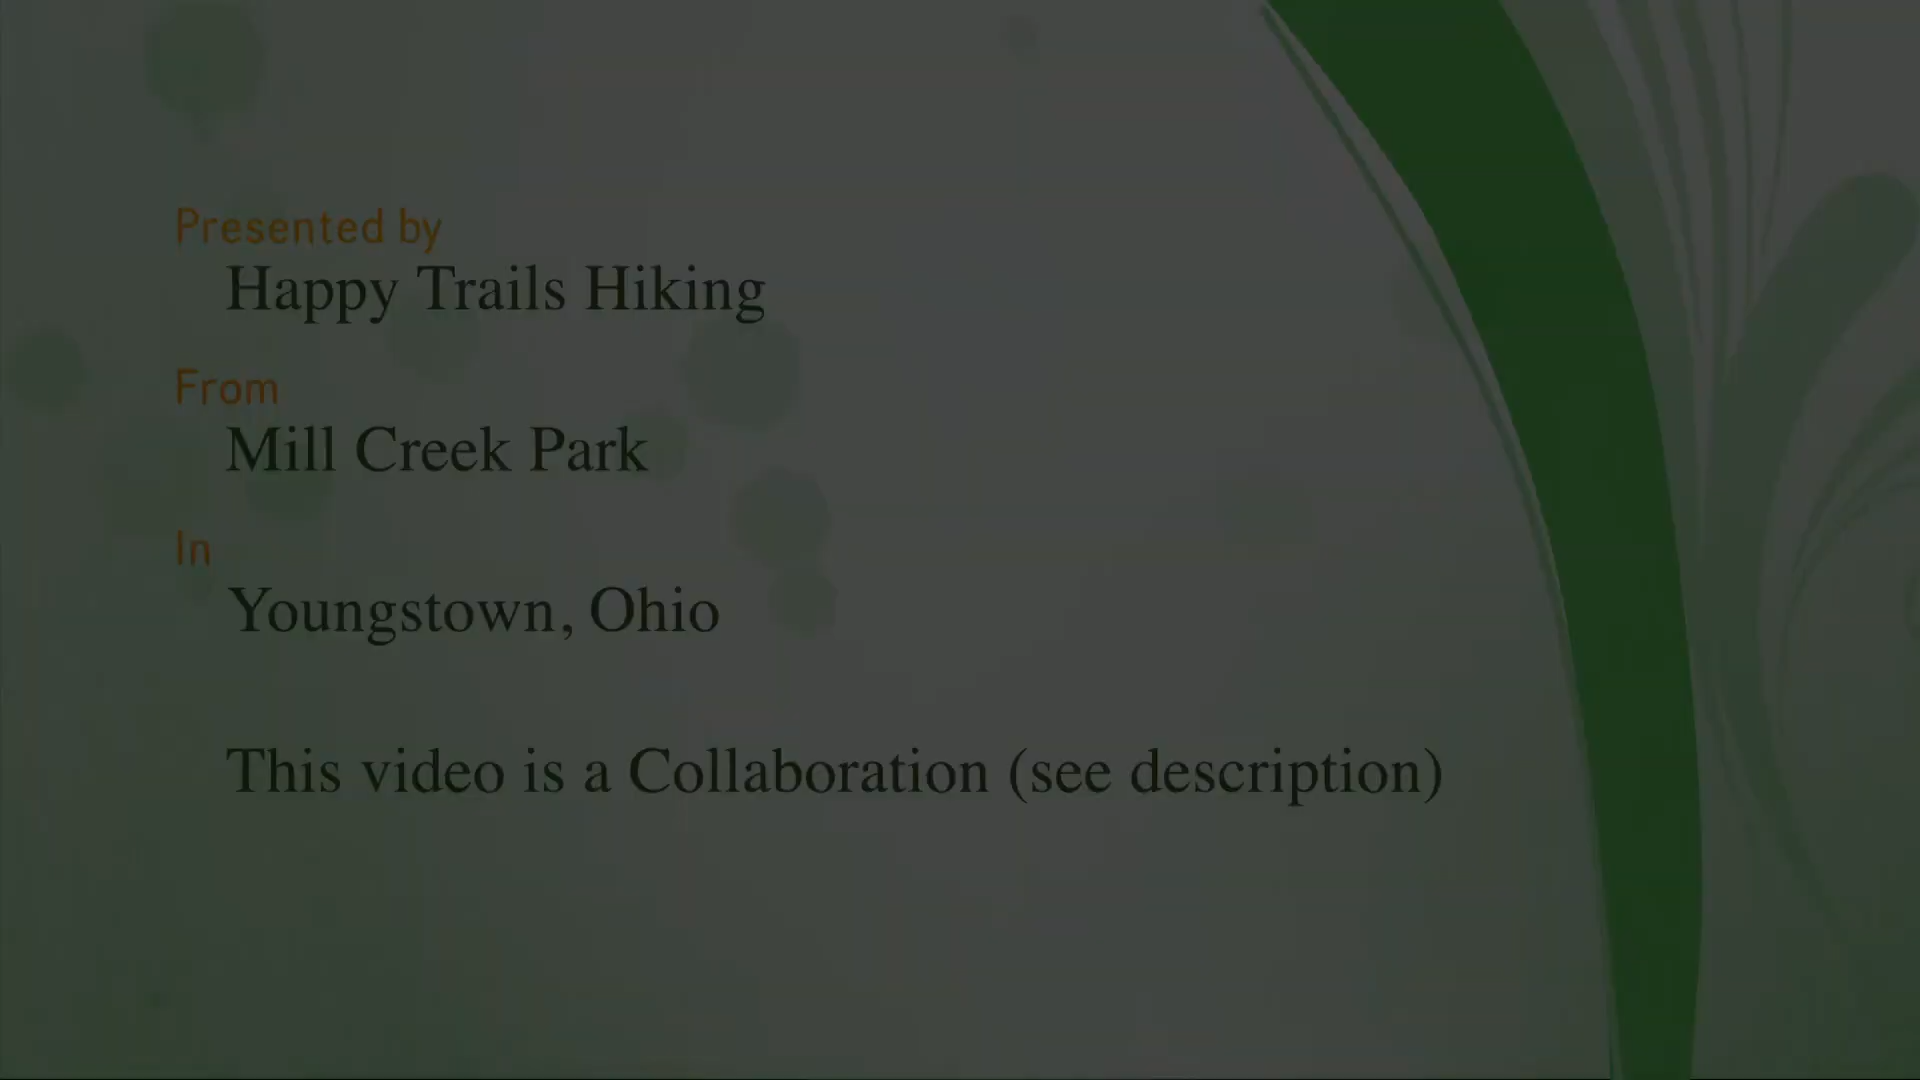 Presented by
Happy Trails Hiking
From
Mill Creek Park
In
Youngstown, Ohio
This video is a Collaboration (see description)